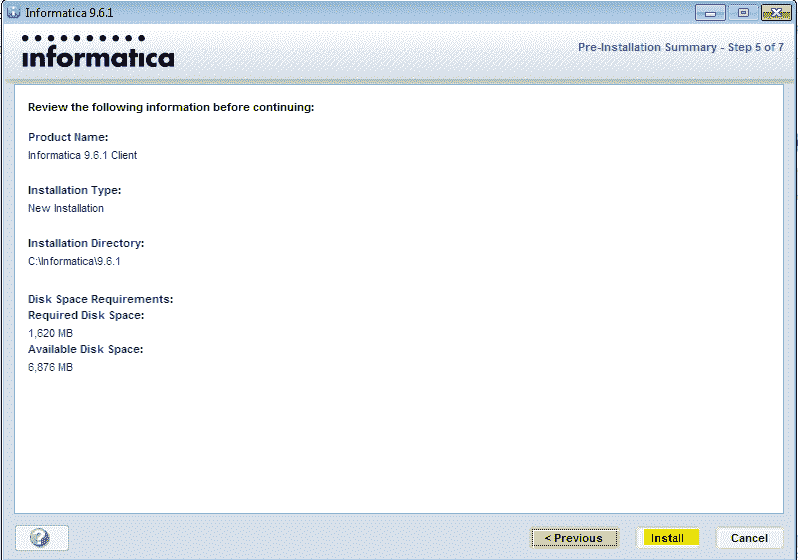 Informatica 9.6.1
informatica
Pre-Installation Summary - Step 5 of 7
Review the following information before continuing:
Product Name:
Informatica 9.6.1 Client
Installation Type:
New Installation
Installation Directory:
C:\Informatica\9.6.1
Disk Space Requirements:
Required Disk Space:
1,620 MB
Available Disk Space:
6,876 MB
?
< Previous
Install
Cancel